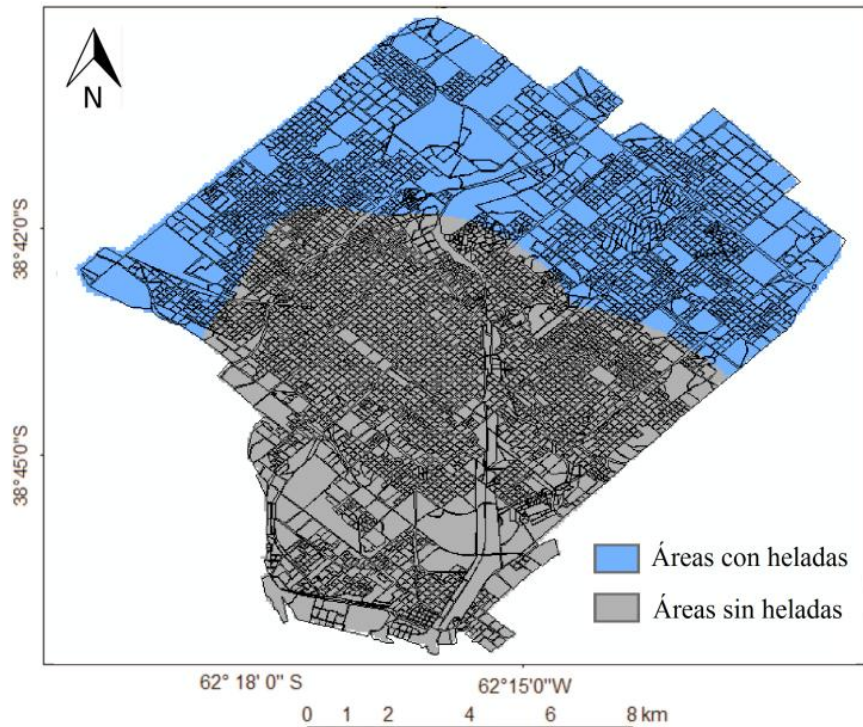 N
38°42'0"S
38°45'0"S
Áreas con heladas
Áreas sin heladas
62° 18' 0" S
62°15'0"W
0 1 2 4 6 8 km